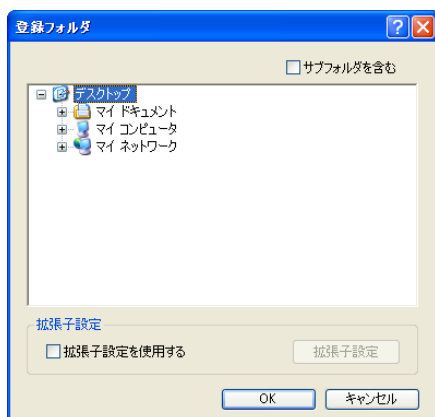 登録フォルダ
サブフォルダを含む
デスクトップ
マイ ドキュメント
マイ コンピュータ
マイ ネットワーク
拡張子設定
拡張子設定を使用する
拡張子設定
OK
キャンセル